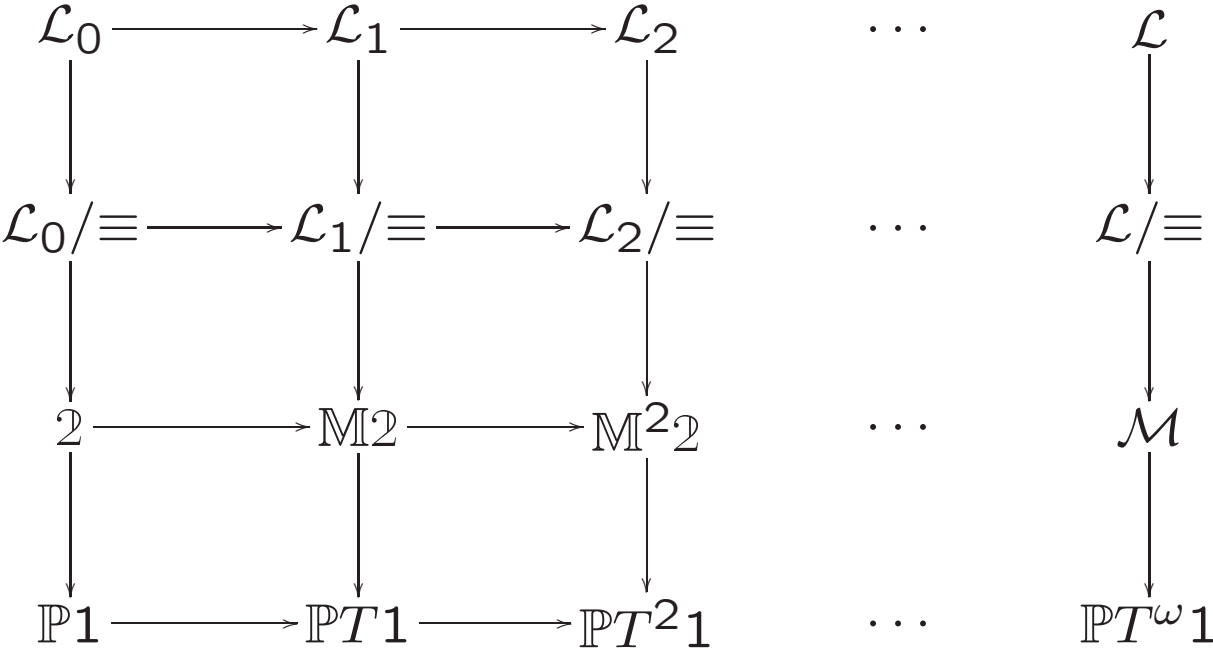 ℒ₀ ℒ₁ ℒ₂ ⋯ ℒ
ℒ₀/≡ ℒ₁/≡ ℒ₂/≡ ⋯ ℒ/≡
𝟚 𝕄𝟚 𝕄²𝟚 ⋯ ℳ
ℙ1 ℙT1 ℙT²1 ⋯ ℙT^ω1